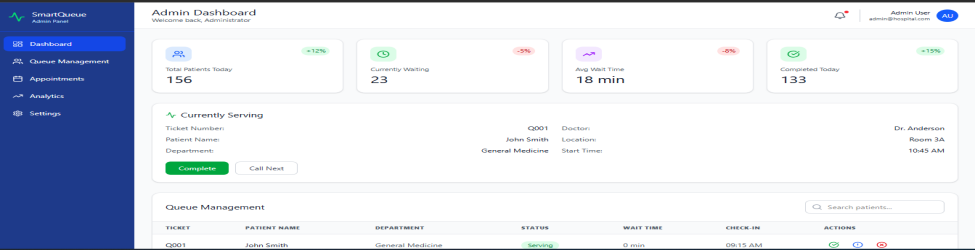 SmartQueue
Admin Panel
Dashboard
Queue Management
Appointments
Analytics
Settings
Admin Dashboard
Welcome back, Administrator
Admin User
admin@hospital.com
AU
+12%
Total Patients Today
156
-5%
Currently Waiting
23
-8%
Avg Wait Time
18 min
+15%
Completed Today
133
Currently Serving
Ticket Number: Q001 Doctor: Dr. Anderson
Patient Name: John Smith Location: Room 3A
Department: General Medicine Start Time: 10:45 AM
Complete Call Next
Queue Management Search patients...
TICKET PATIENT NAME DEPARTMENT STATUS WAIT TIME CHECK-IN ACTIONS
Q001 John Smith General Medicine Serving 0 min 09:15 AM